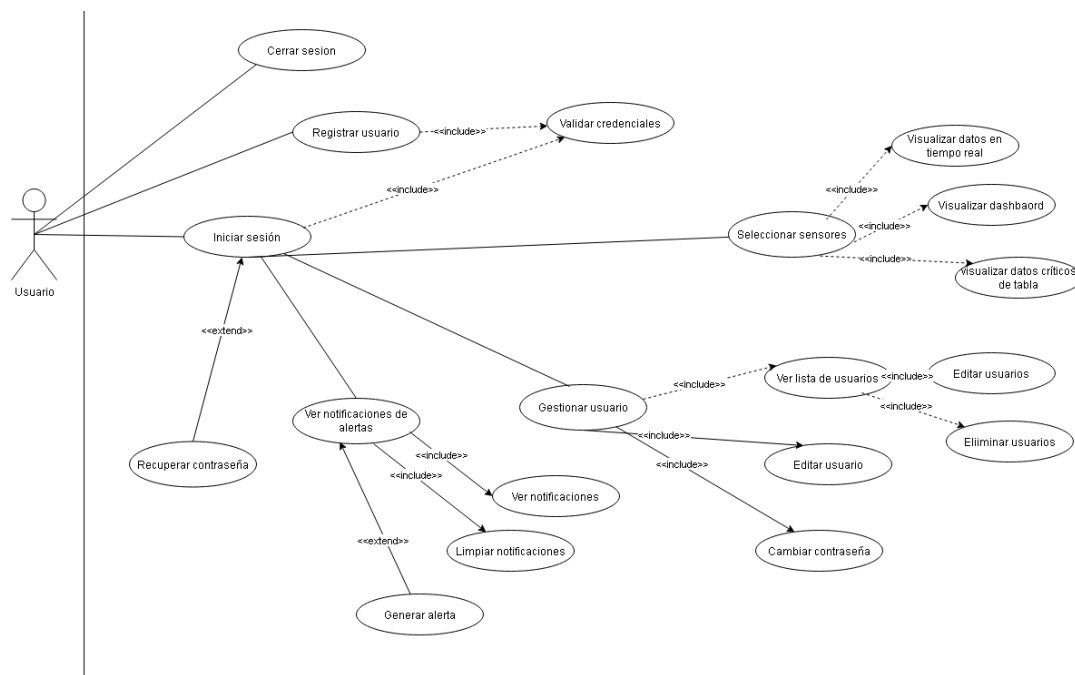 Cerrar sesion
Registrar usuario
<<include>>
Validar credenciales
<<include>>
Visualizar datos en
tiempo real
<<include>>
Visualizar dashbaord
Iniciar sesión
Seleccionar sensores
<<include>>
<<include>>
visualizar datos críticos
de tabla
Usuario
<<extend>>
Ver lista de usuarios
<<include>>
Editar usuarios
<<include>>
<<include>>
Eliiminar usuarios
Gestionar usuario
Ver notificaciones de
alertas
<<include>>
Editar usuario
<<include>>
Recuperar contraseña
<<include>>
<<include>>
Ver notificaciones
<<extend>>
Limpiar notificaciones
Cambiar contraseña
Generar alerta